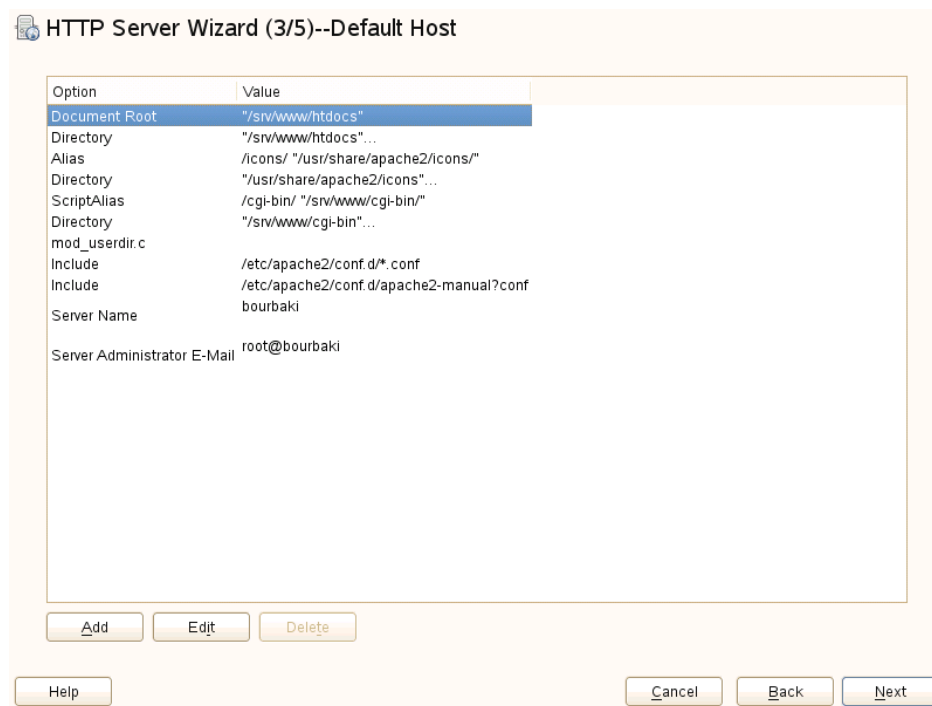 HTTP Server Wizard (3/5)--Default Host
Option Value
Document Root "/srv/www/htdocs"
Directory "/srv/www/htdocs"...
Alias /icons/ "/usr/share/apache2/icons/"
Directory "/usr/share/apache2/icons"...
ScriptAlias /cgi-bin/ "/srv/www/cgi-bin/"
Directory "/srv/www/cgi-bin"...
mod_userdir.c
Include /etc/apache2/conf.d/*.conf
Include /etc/apache2/conf.d/apache2-manual?conf
Server Name bourbaki
Server Administrator E-Mail root@bourbaki
Add Edit Delete
Help Cancel Back Next